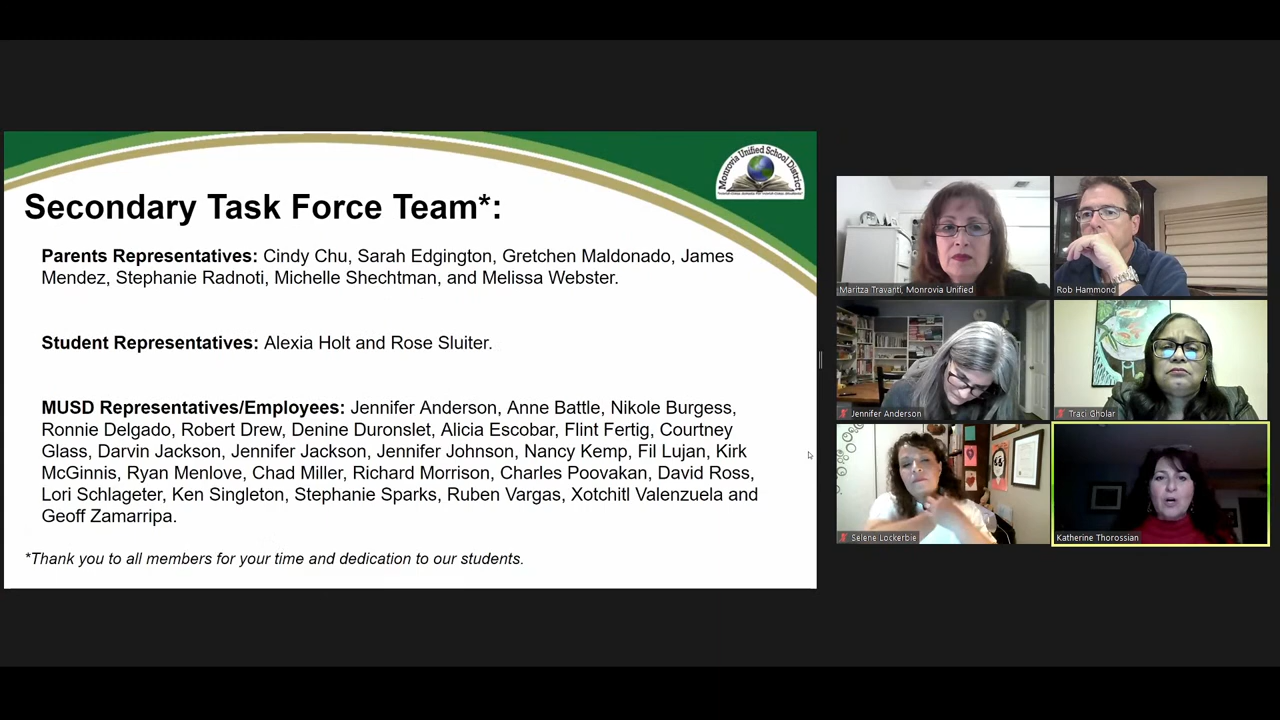 Monrovia Unified School District
Secondary Task Force Team*:
Parents Representatives: Cindy Chu, Sarah Edgington, Gretchen Maldonado, James
Mendez, Stephanie Radnoti, Michelle Shechtman, and Melissa Webster.
Student Representatives: Alexia Holt and Rose Sluiter.
MUSD Representatives/Employees: Jennifer Anderson, Anne Battle, Nikole Burgess,
Ronnie Delgado, Robert Drew, Denine Duronslet, Alicia Escobar, Flint Fertig, Courtney
Glass, Darvin Jackson, Jennifer Jackson, Jennifer Johnson, Nancy Kemp, Fil Lujan, Kirk
McGinnis, Ryan Menlove, Chad Miller, Richard Morrison, Charles Poovakan, David Ross,
Lori Schlageter, Ken Singleton, Stephanie Sparks, Ruben Vargas, Xotchitl Valenzuela and
Geoff Zamarripa.
*Thank you to all members for your time and dedication to our students.
Maritza Travanti, Monrovia Unified
Rob Hammond
Jennifer Anderson
Traci Gholar
Selene Lockerbie
Katherine Thorossian